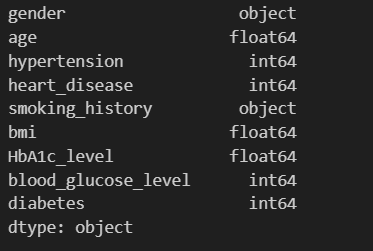 gender object
age float64
hypertension int64
heart_disease int64
smoking_history object
bmi float64
HbA1c_level float64
blood_glucose_level int64
diabetes int64
dtype: object